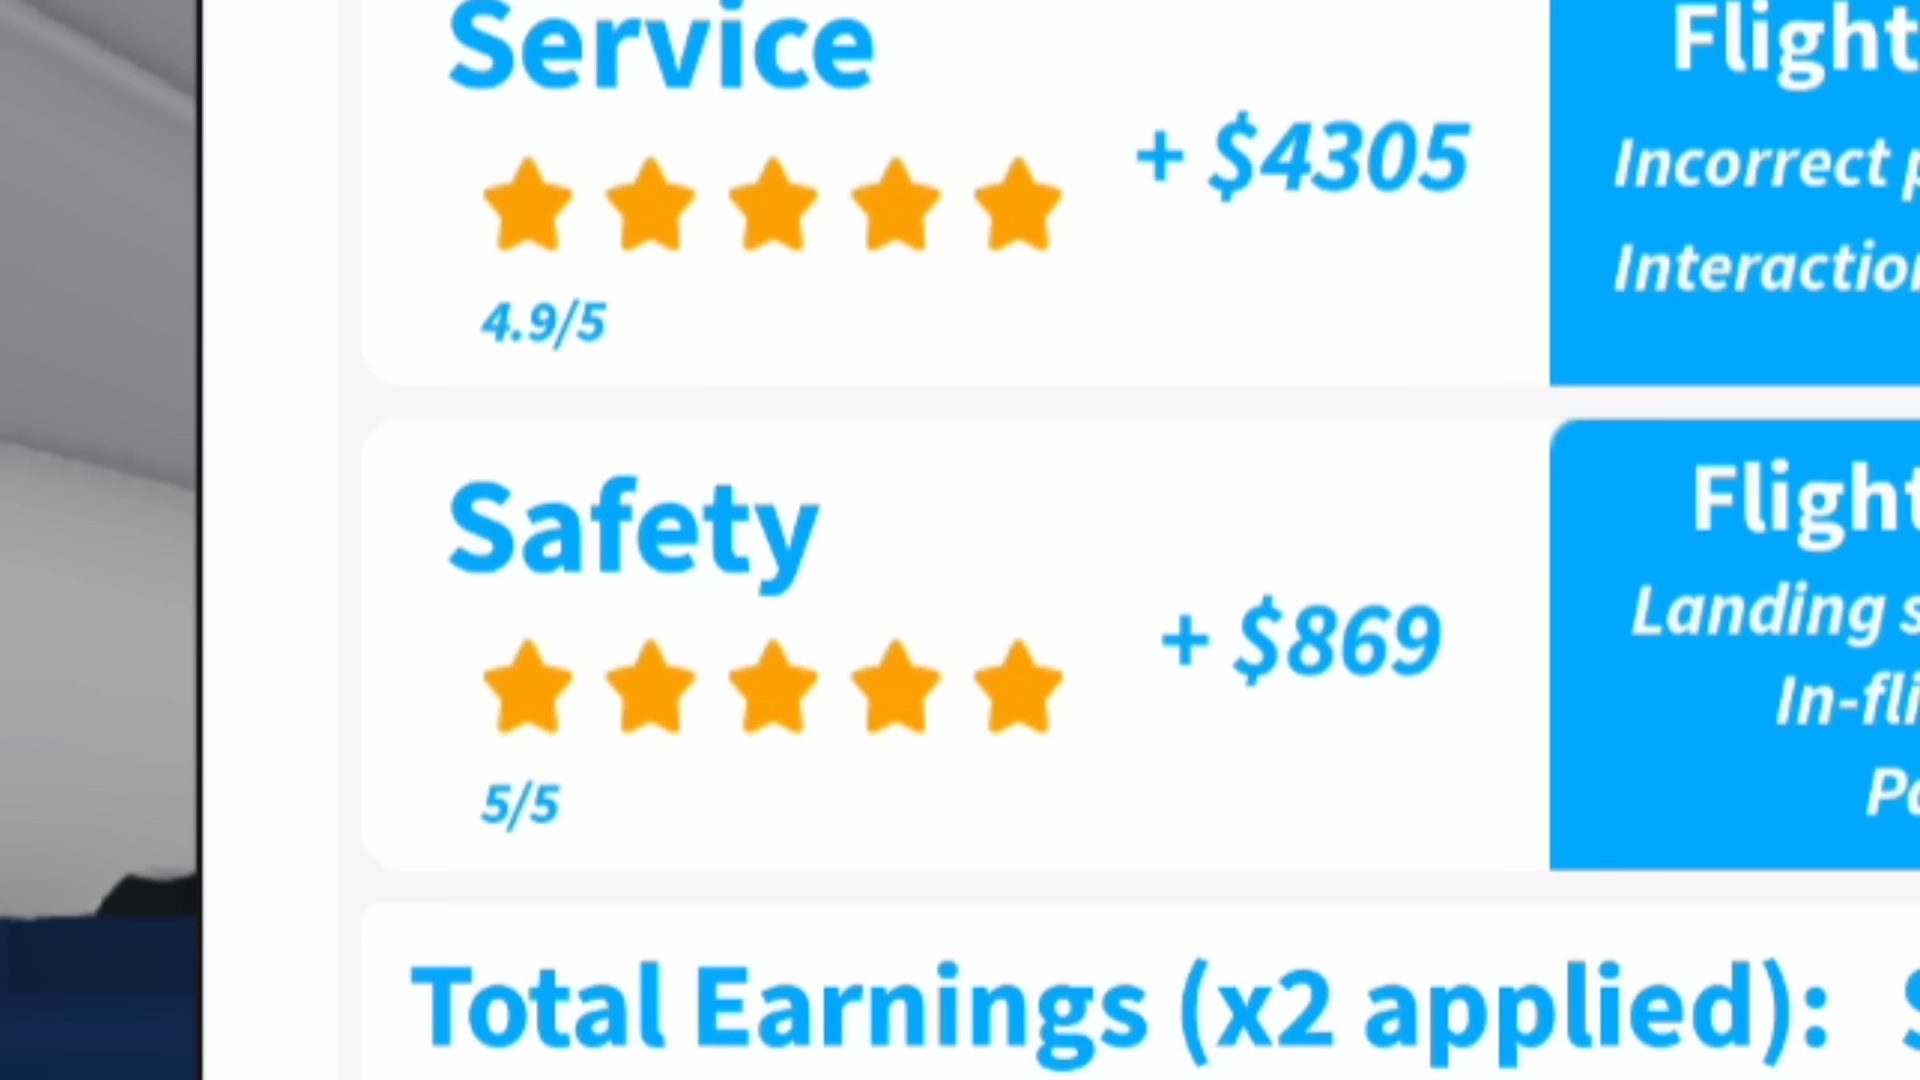 Service
+ $4305
4.9/5
Flight
Incorrect
Safety
+ $869
5/5
Flight
Landing
Total Earnings (x2 applied):